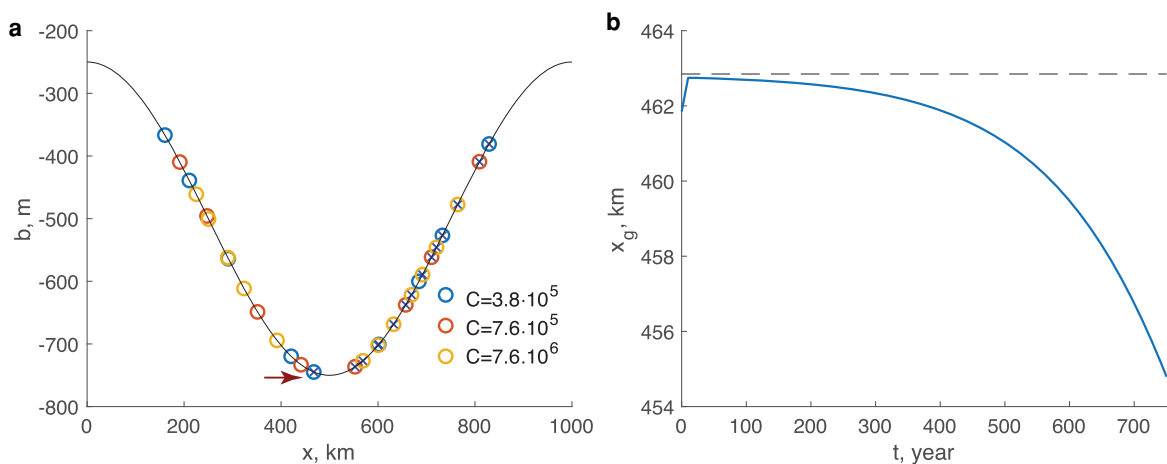 a
-200
-300
-400
-500
-600
-700
-800
b, m
0 200 400 600 800 1000
x, km
C=3.8·10^5
C=7.6·10^5
C=7.6.10^6
b
464
462
460
458
456
454
x_g, km
0 100 200 300 400 500 600 700
t, year